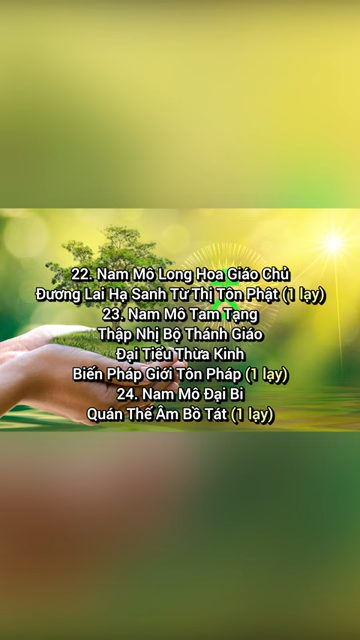 22. Nam Mô Long Hoa Giáo Chủ
Đương Lai Hạ Sanh Từ Thị Tôn Phật (1 lạy)
23. Nam Mô Tam Tạng
Thập Nhị Bộ Thánh Giáo
Đại Tiểu Thừa Kinh
Biến Pháp Giới Tôn Pháp (1 lạy)
24. Nam Mô Đại Bi
Quán Thế Âm Bồ Tát (1 lạy)